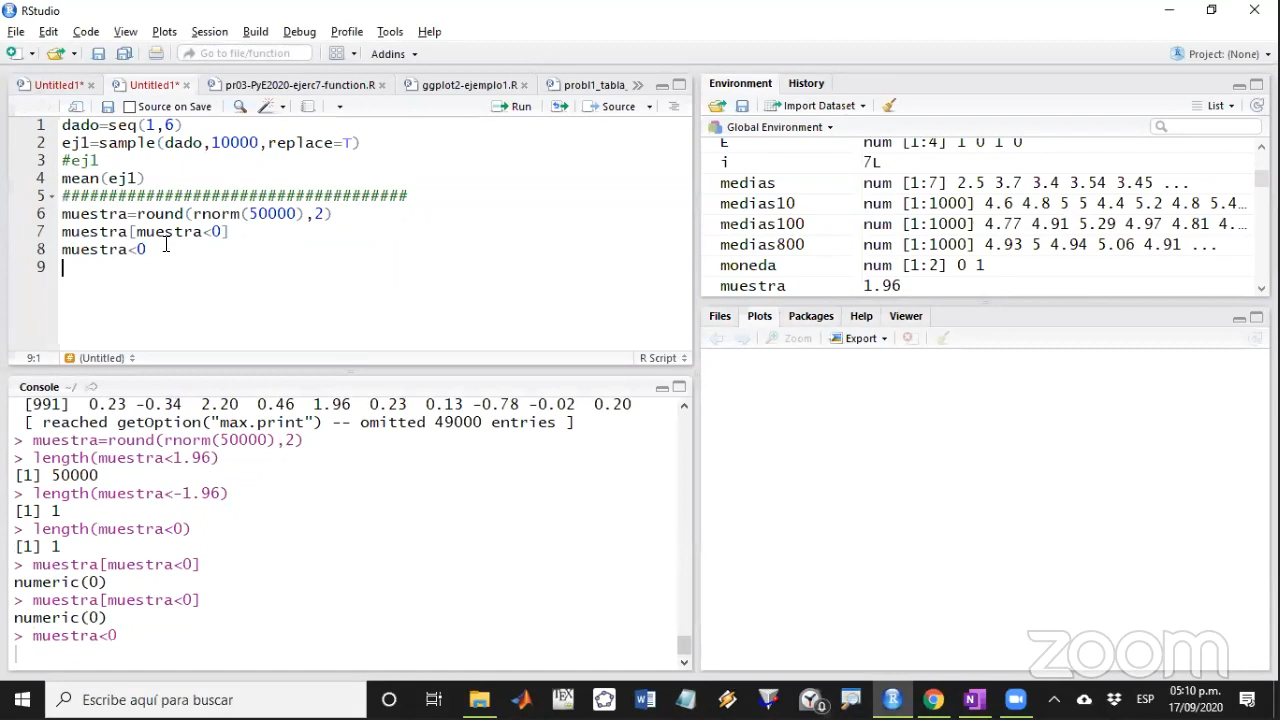 RStudio
File Edit Code View Plots Session Build Debug Profile Tools Help
Go to file/function Addins Project: (None)
Untitled1* Untitled1* pr03-PyE2020-ejerc7-function.R ggplot2-ejemplo1.R probl1_tabla_
Source on Save Run Source
1 dado=seq(1,6)
2 ej1=sample(dado,10000,replace=T)
3 #ej1
4 mean(ej1)
5 #####################################
6 muestra=round(rnorm(50000),2)
7 muestra[muestra<0]
8 muestra<0
9
9:1 (Untitled) R Script
Console ~/
[991] 0.23 -0.34 2.20 0.46 1.96 0.23 0.13 -0.78 -0.02 0.20
[ reached getOption("max.print") -- omitted 49000 entries ]
> muestra=round(rnorm(50000),2)
> length(muestra<1.96)
[1] 50000
> length(muestra<-1.96)
[1] 1
> length(muestra<0)
[1] 1
> muestra[muestra<0]
numeric(0)
> muestra[muestra<0]
numeric(0)
> muestra<0
Environment History
Import Dataset List
Global Environment
E num [1:4] 1 0 1 0
i 7L
medias num [1:7] 2.5 3.7 3.4 3.54 3.45 ...
medias10 num [1:1000] 4.6 4.8 5 5 4.4 5.2 4.8 5.4…
medias100 num [1:1000] 4.77 4.91 5.29 4.97 4.81 4…
medias800 num [1:1000] 4.93 5 4.94 5.06 4.91 ...
moneda num [1:2] 0 1
muestra 1.96
Files Plots Packages Help Viewer
Zoom Export
zoom
Escribe aquí para buscar
ESP
05:10 p.m.
17/09/2020